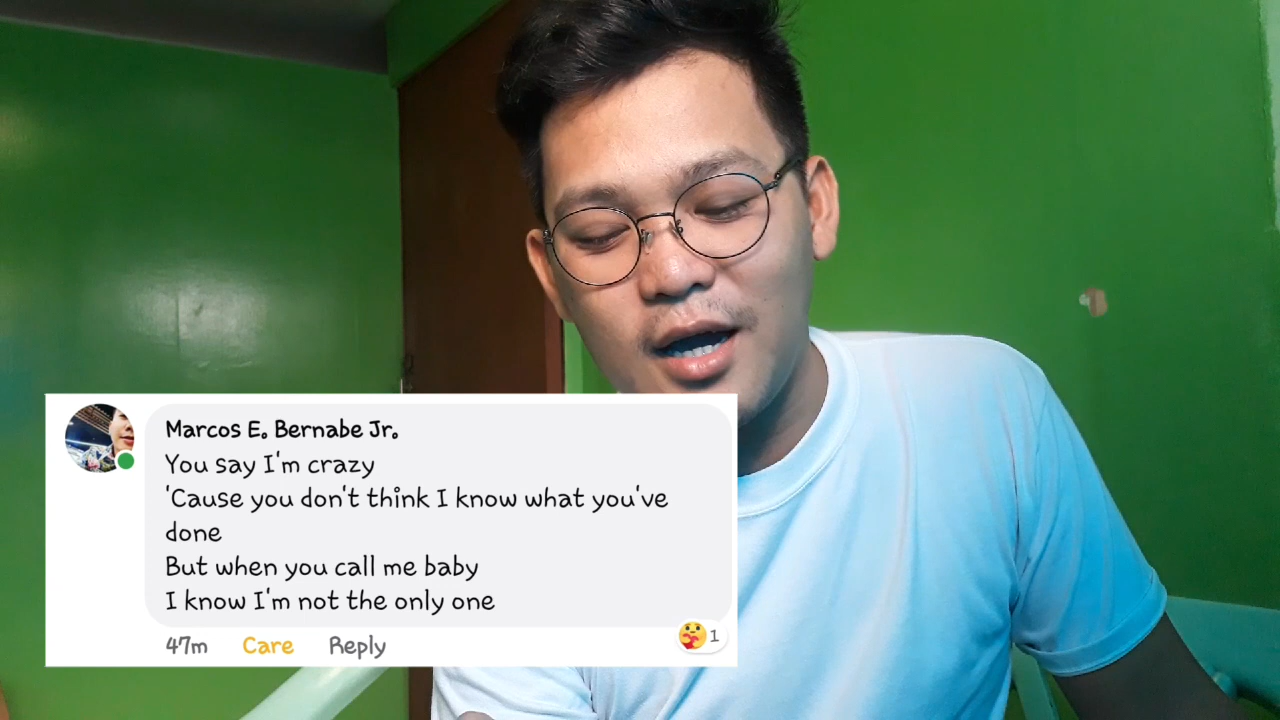 Marcos E. Bernabe Jr.
You say I'm crazy
'Cause you don't think I know what you've
done
But when you call me baby
I know I'm not the only one
47m Care Reply 1